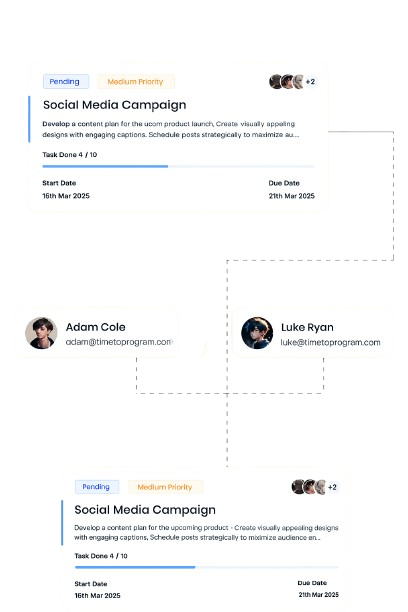 Pending Medium Priority +2
Social Media Campaign
Develop a content plan for the ucom product launch, Create visually appeling
designs with engaging captions. Schedule posts strategically to maximize au...
Task Done 4 / 10
Start Date Due Date
16th Mar 2025 21th Mar 2025
Adam Cole Luke Ryan
adam@timetoprogram.com luke@timetoprogram.com
Pending Medium Priority +2
Social Media Campaign
Develop a content plan for the upcoming product - Create visually appealing designs
with engaging captions, Schedule posts strategically to miximize audience an...
Task Done 4 / 10
Start Date Due Date
16th Mar 2025 21th Mar 2025